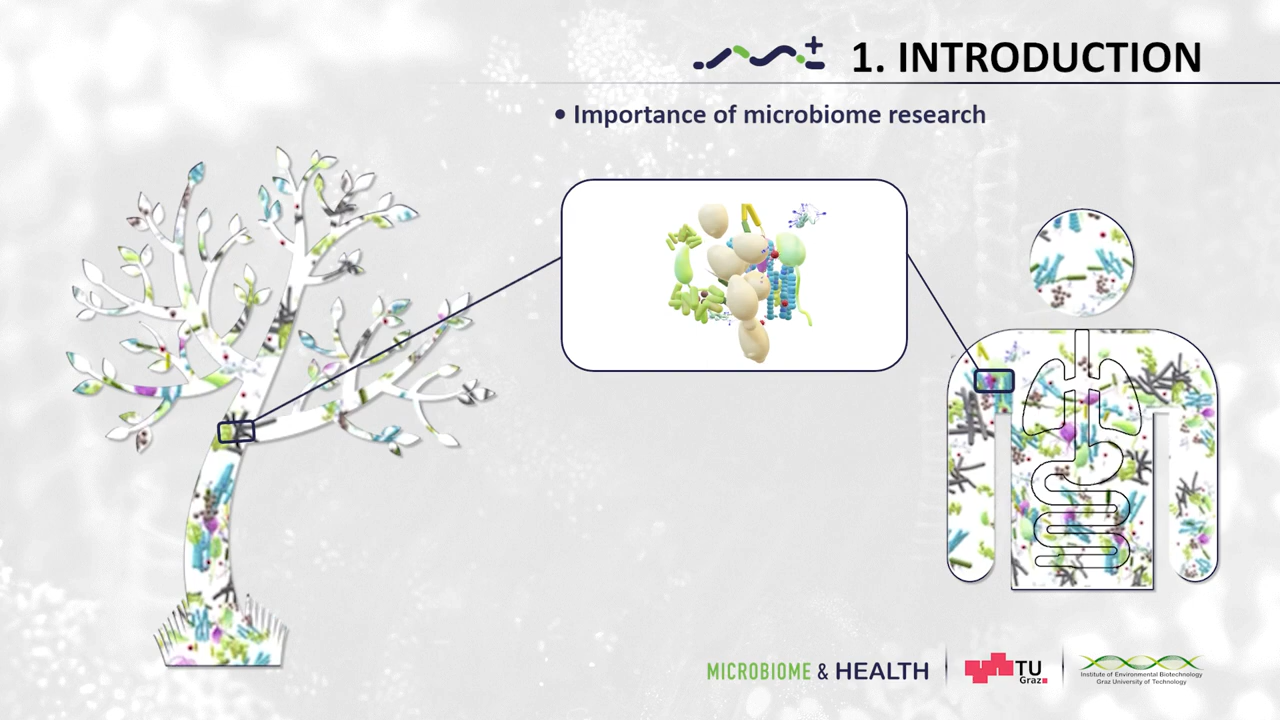 1. INTRODUCTION
• Importance of microbiome research
MICROBIOME & HEALTH
TU
Graz
Institute of Environmental Biotechnology
Graz University of Technology